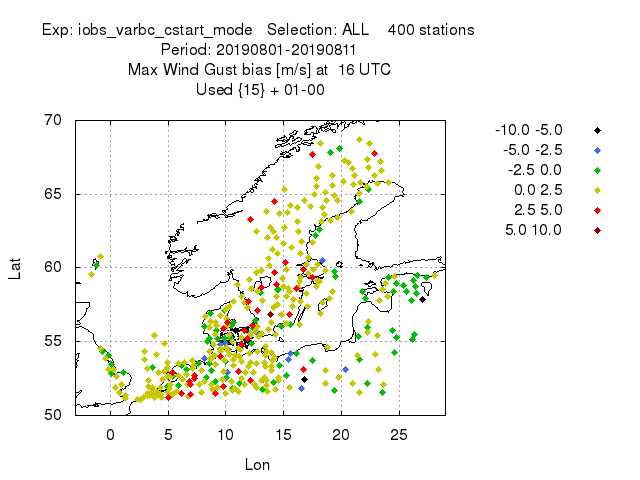 Exp: iobs_varbc_cstart_mode   Selection: ALL    400 stations
Period: 20190801-20190811
Max Wind Gust bias [m/s] at  16 UTC
Used {15} + 01-00
-10.0 -5.0
-5.0 -2.5
-2.5 0.0
0.0 2.5
2.5 5.0
5.0 10.0
70
65
60
55
50
Lat
0 5 10 15 20 25
Lon